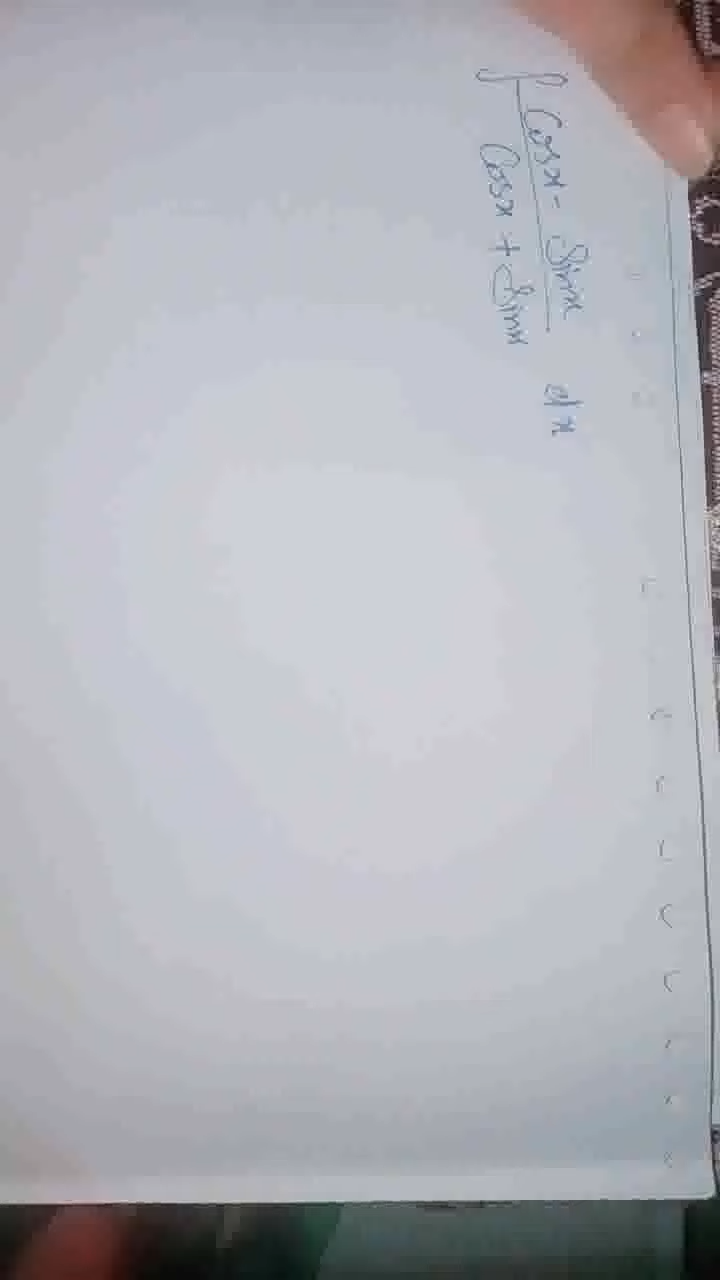 ∫ Cosx - Sinx / Cosx + Sinx dx